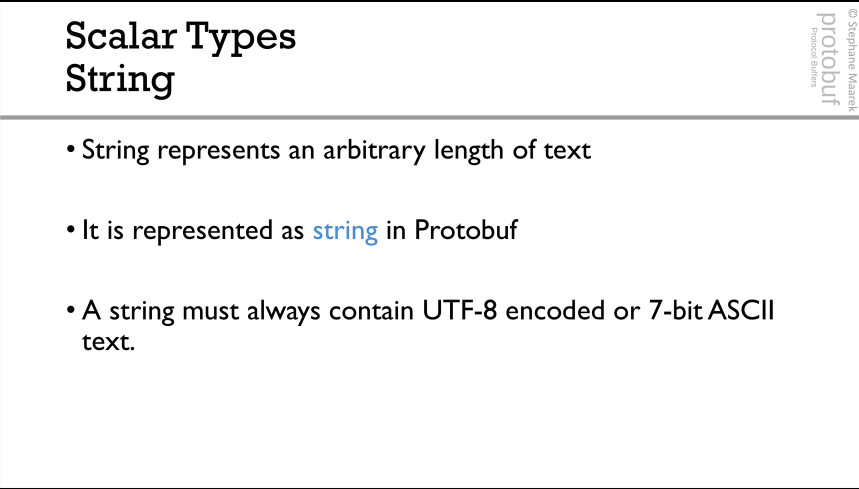 Scalar Types
String
© Stephane Maarek
protobuf
Protocol Buffers
• String represents an arbitrary length of text
• It is represented as string in Protobuf
• A string must always contain UTF-8 encoded or 7-bit ASCII
text.